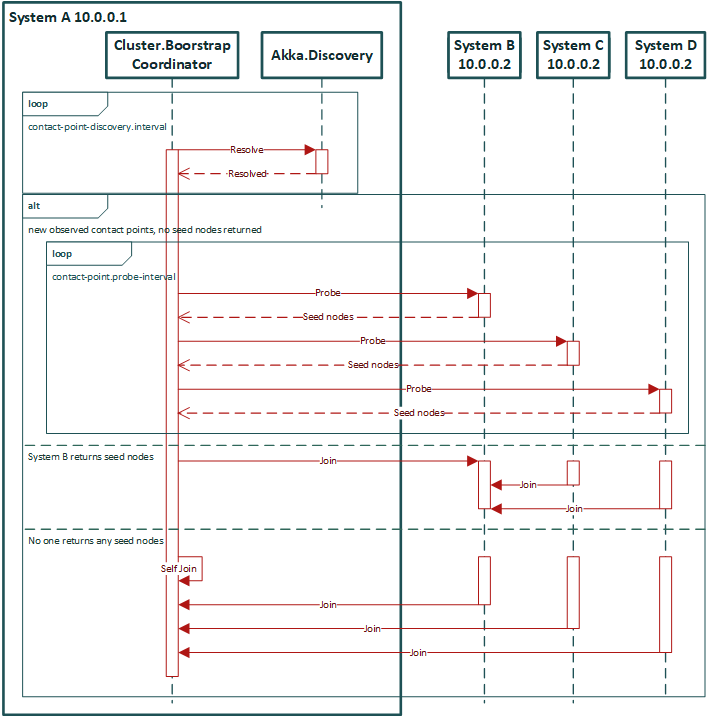 System A 10.0.0.1
Cluster.Boorstrap
Coordinator
Akka.Discovery
System B
10.0.0.2
System C
10.0.0.2
System D
10.0.0.2
loop
contact-point-discovery.interval
Resolve
Resolved
alt
new observed contact points, no seed nodes returned
loop
contact-point.probe-interval
Probe
Seed nodes
Probe
Seed nodes
Probe
Seed nodes
System B returns seed nodes
Join
Join
Join
No one returns any seed nodes
Self Join
Join
Join
Join